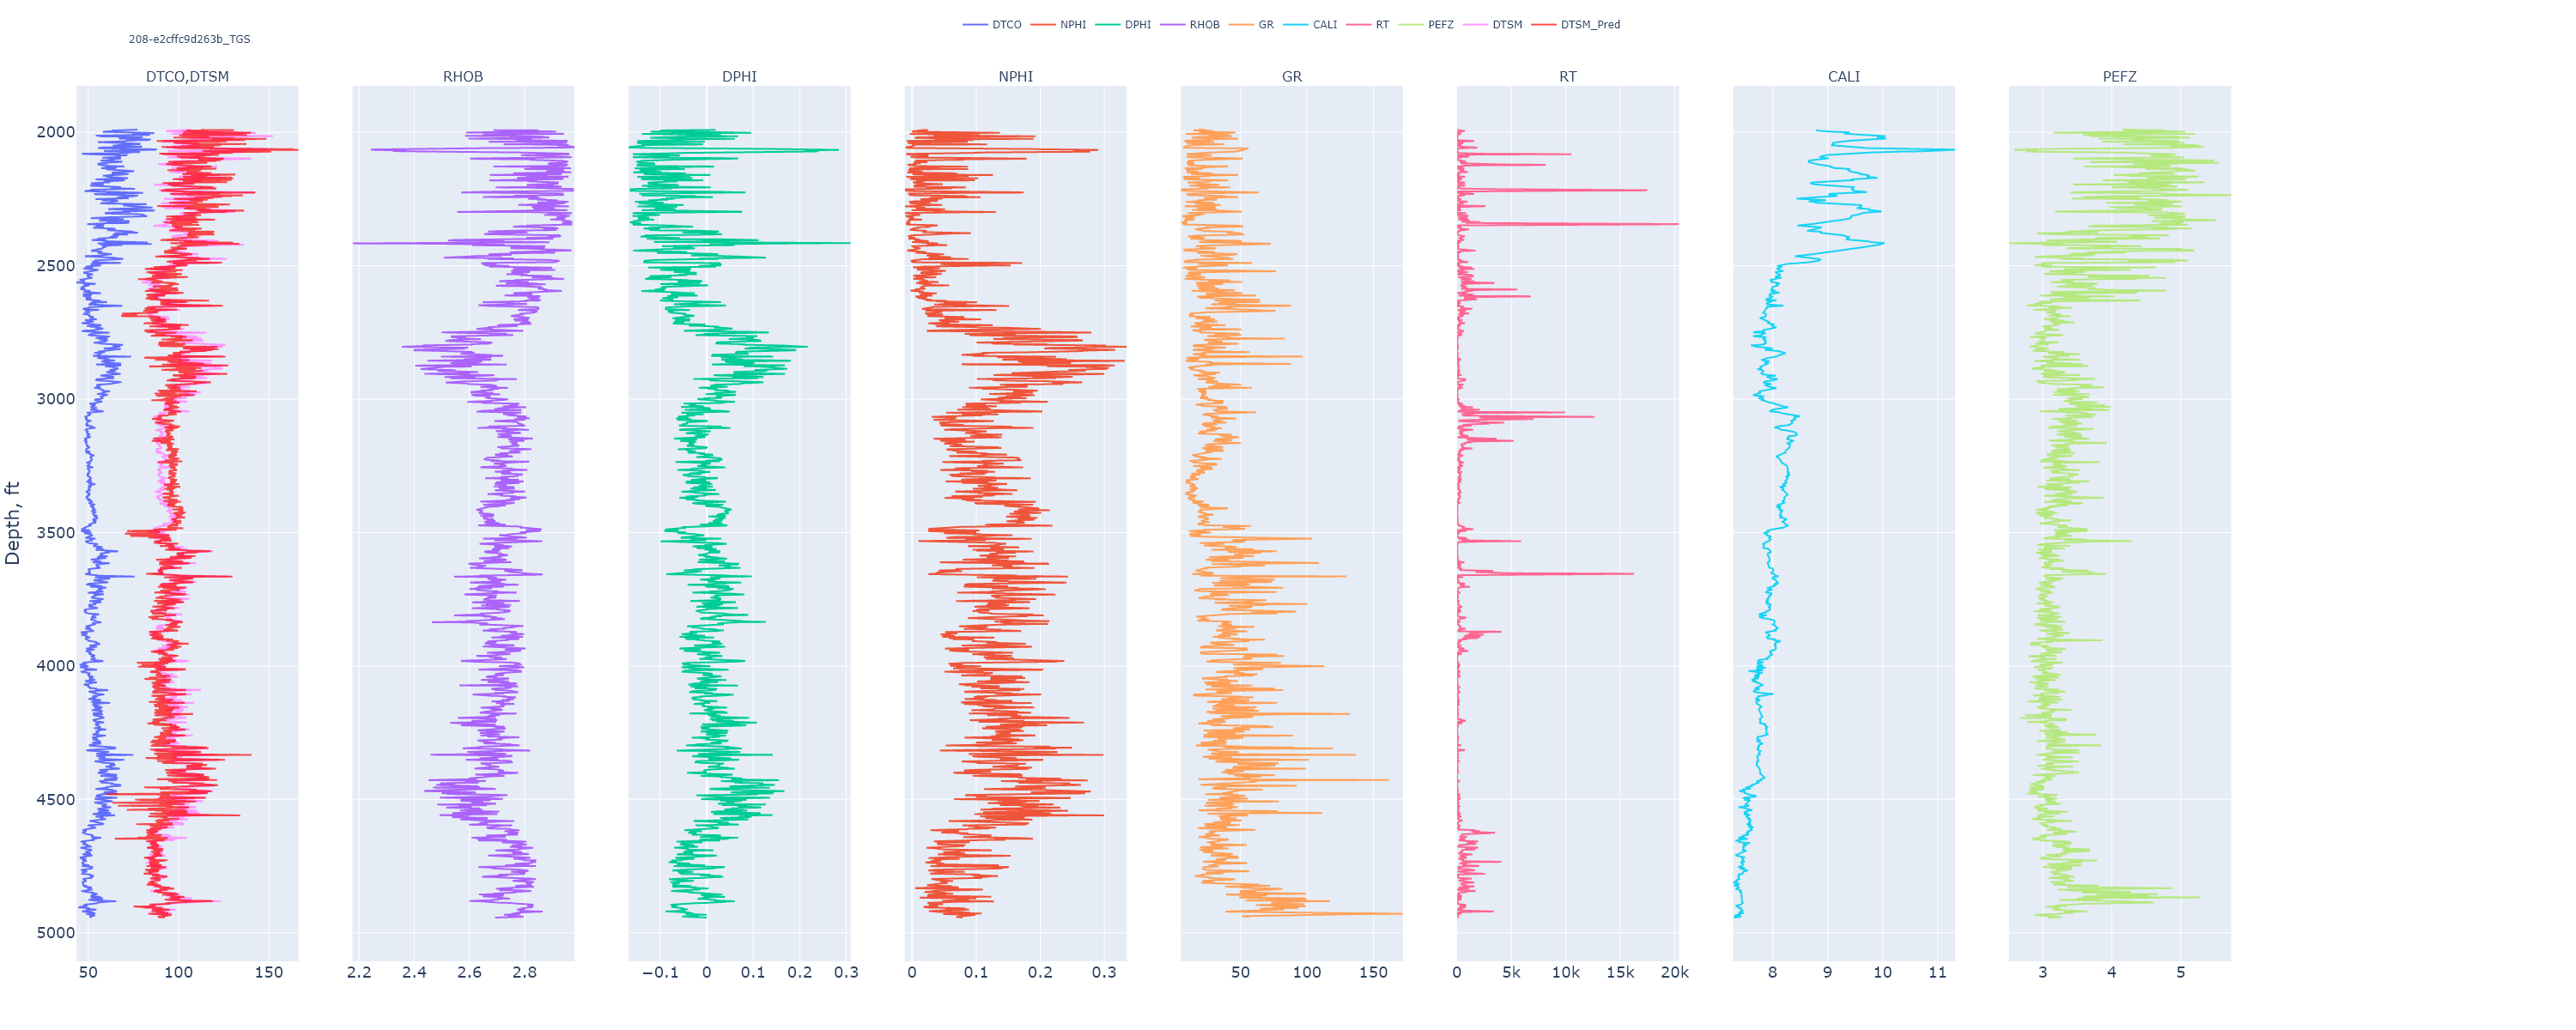 DTCO NPHI DPHI RHOB GR CALI RT PEFZ DTSM DTSM_Pred
208-e2cffc9d263b_TGS
DTCO,DTSM RHOB DPHI NPHI GR RT CALI PEFZ
Depth, ft
2000
2500
3000
3500
4000
4500
5000
50 100 150 2.2 2.4 2.6 2.8 −0.1 0 0.1 0.2 0.3 0 0.1 0.2 0.3 50 100 150 0 5k 10k 15k 20k 8 9 10 11 3 4 5